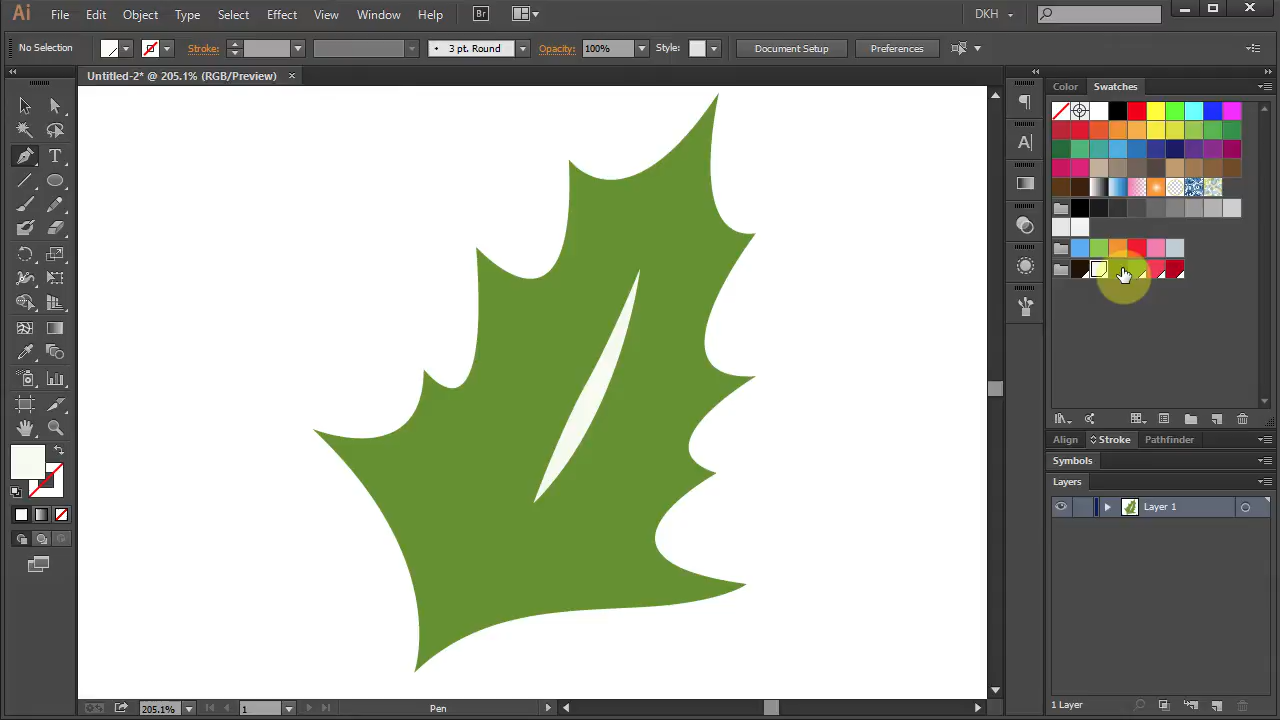 Ai File Edit Object Type Select Effect View Window Help Br DKH
No Selection Stroke: 3 pt. Round Opacity: 100% Style: Document Setup Preferences
Untitled-2* @ 205.1% (RGB/Preview) ×
Color Swatches
Align Stroke Pathfinder
Symbols
Layers
Layer 1
1 Layer
205.1% 1 Pen